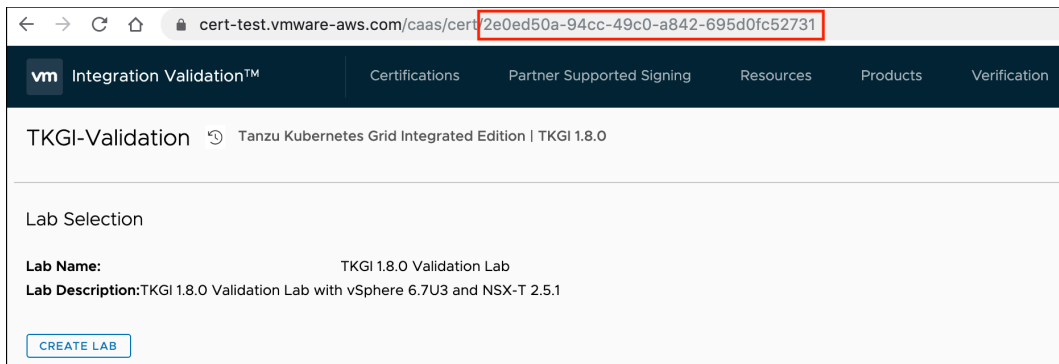 cert-test.vmware-aws.com/caas/cert/2e0ed50a-94cc-49c0-a842-695d0fc52731
vm Integration Validation™ Certifications Partner Supported Signing Resources Products Verification
TKGI-Validation Tanzu Kubernetes Grid Integrated Edition | TKGI 1.8.0
Lab Selection
Lab Name: TKGI 1.8.0 Validation Lab
Lab Description:TKGI 1.8.0 Validation Lab with vSphere 6.7U3 and NSX-T 2.5.1
CREATE LAB